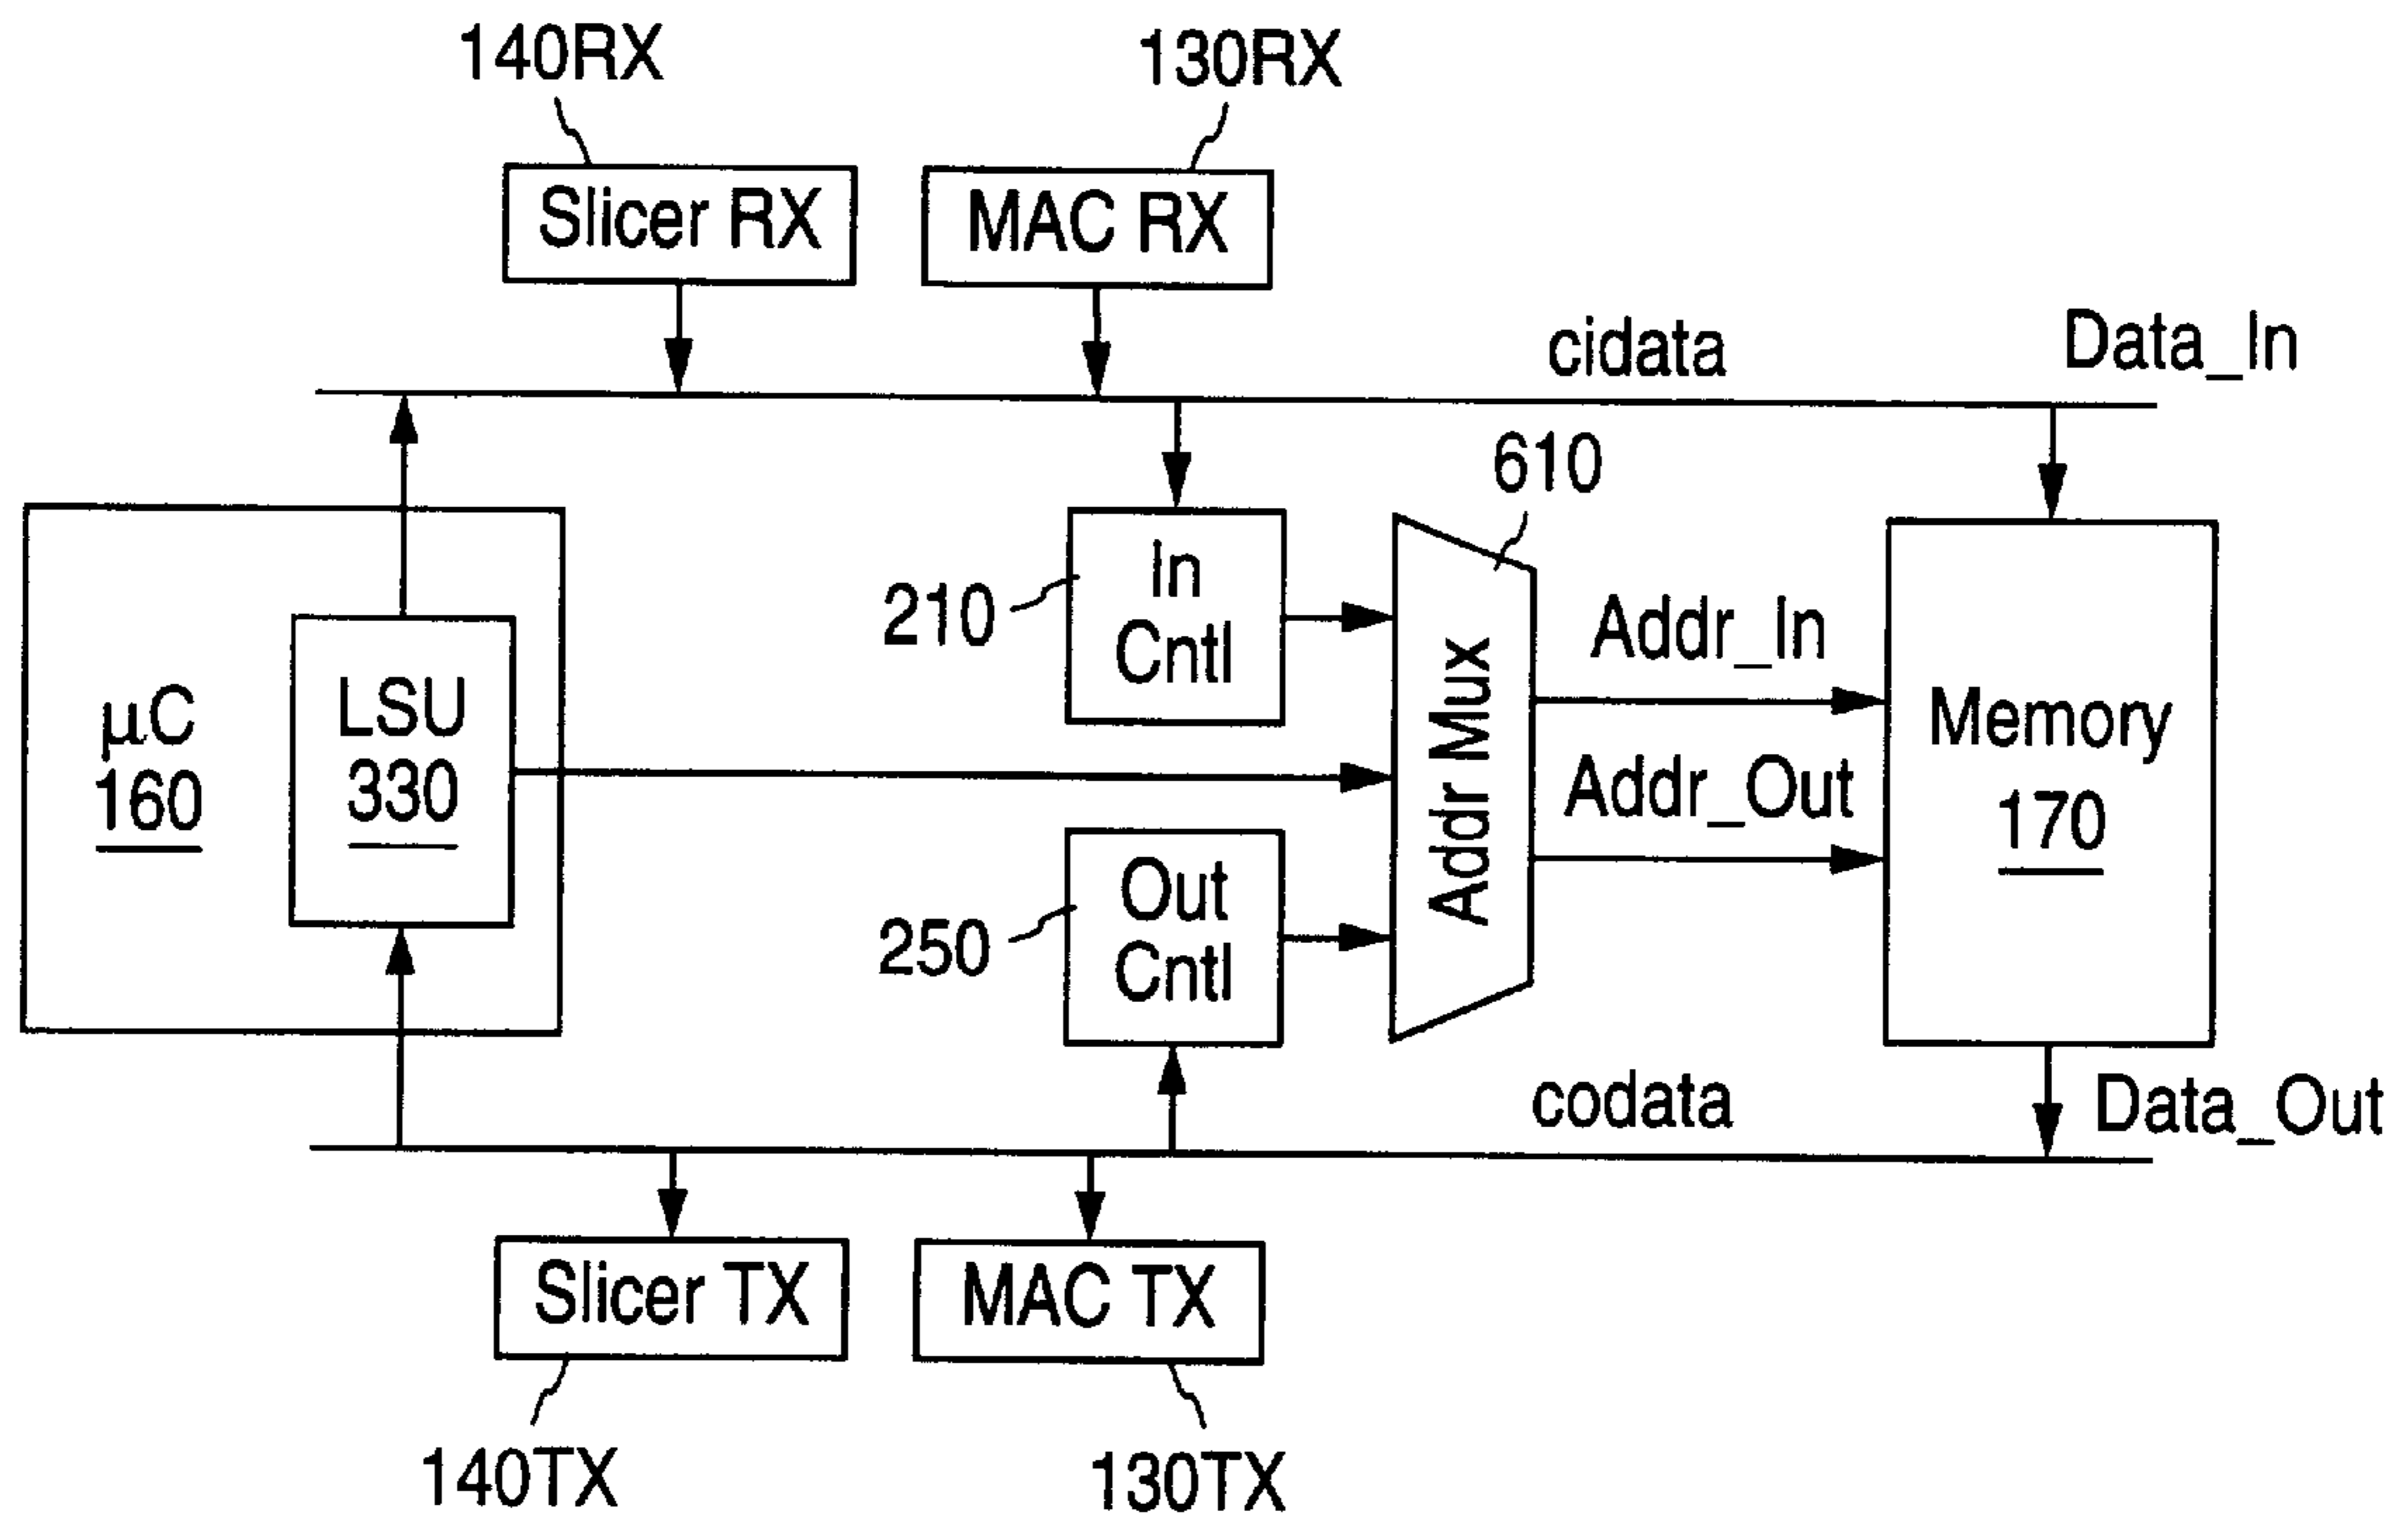 140RX
130RX
Slicer RX
MAC RX
cidata
Data_In
610
In
Cntl
210
Addr_In
µC
160
LSU
330
Addr Mux
Memory
170
Addr_Out
Out
Cntl
250
codata
Data_Out
Slicer TX
MAC TX
140TX
130TX